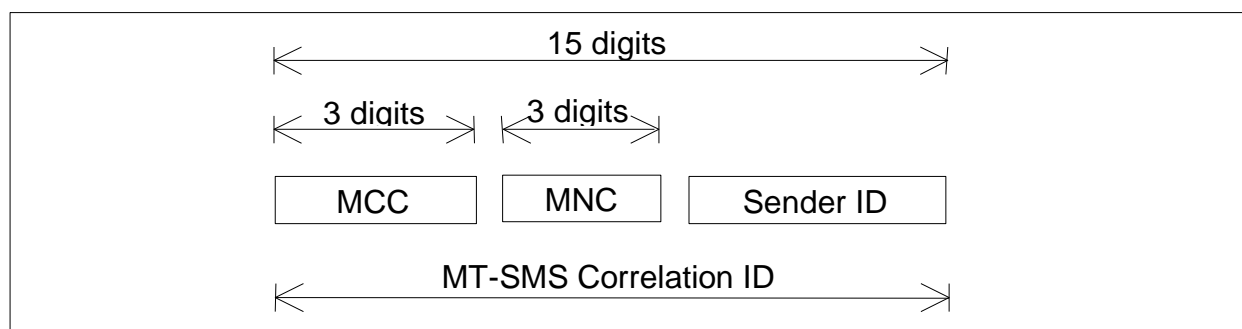 15 digits
3 digits 3 digits
MCC MNC Sender ID
MT-SMS Correlation ID